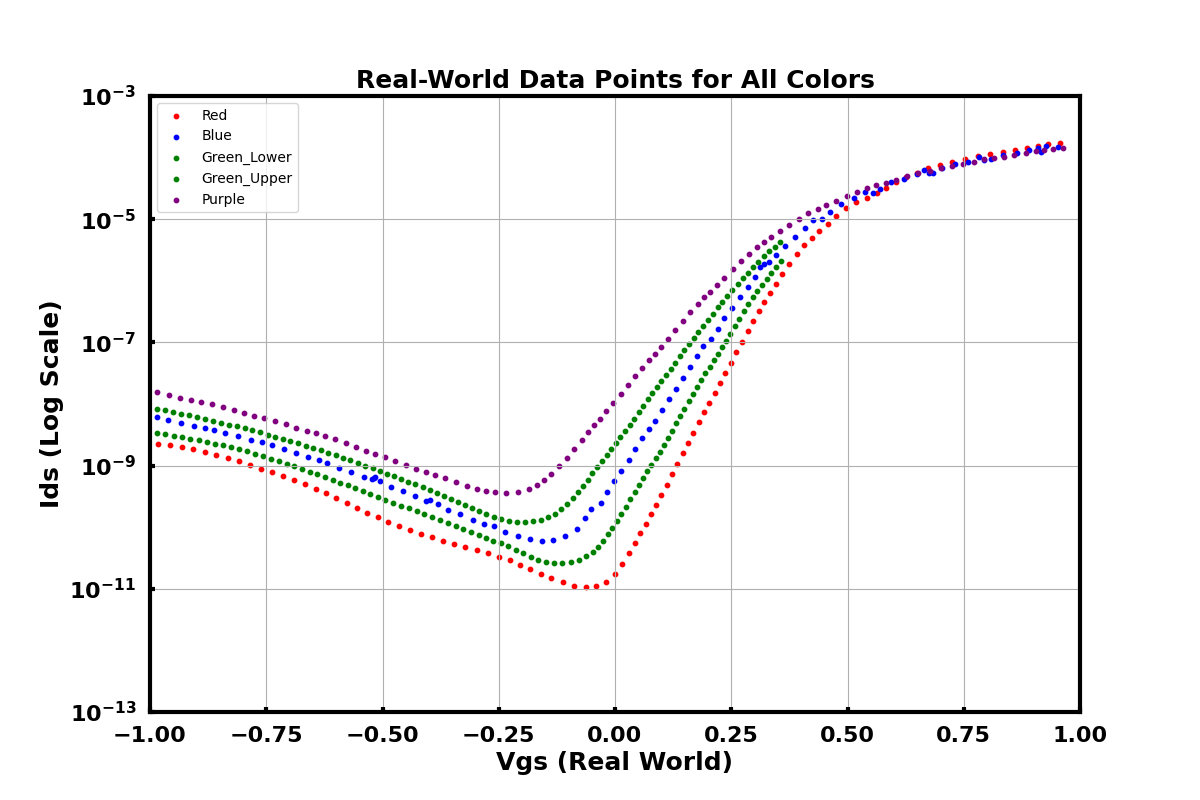 Real-World Data Points for All Colors
10⁻³
10⁻⁵
10⁻⁷
10⁻⁹
10⁻¹¹
10⁻¹³
Ids (Log Scale)
Red
Blue
Green_Lower
Green_Upper
Purple
−1.00 −0.75 −0.50 −0.25 0.00 0.25 0.50 0.75 1.00
Vgs (Real World)